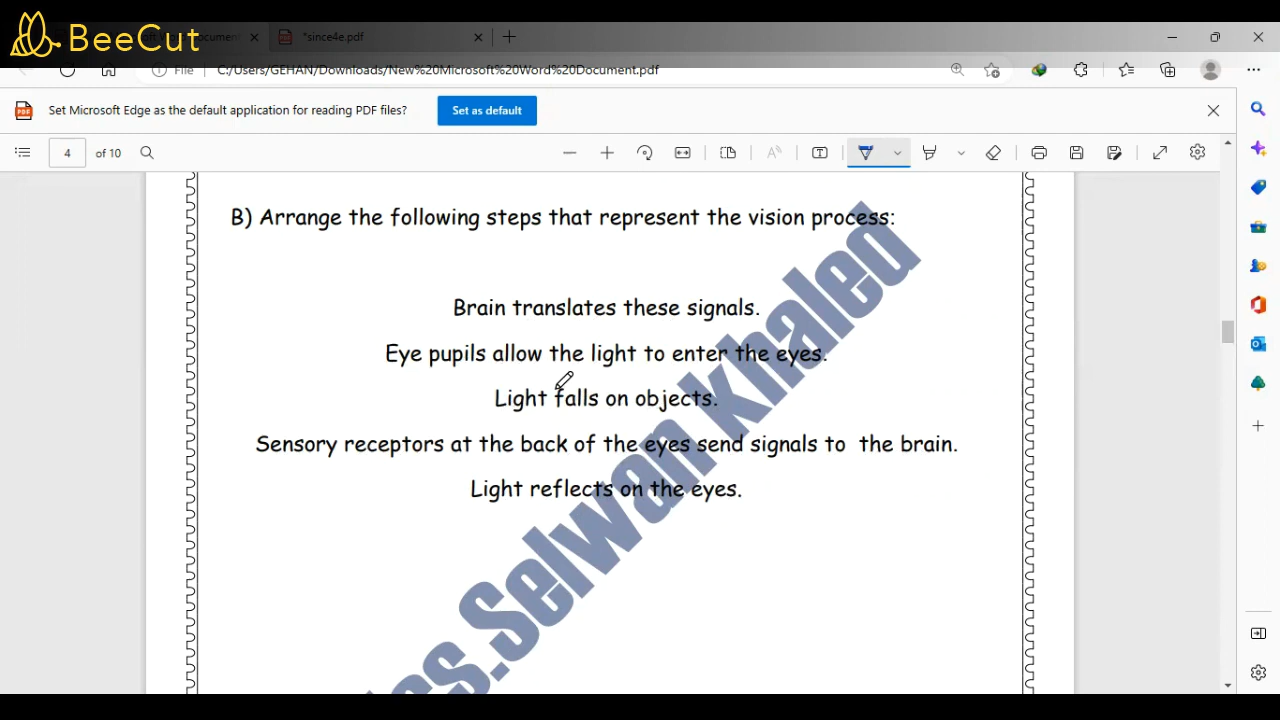 BeeCut
*since4e.pdf
File C:/Users/GEHAN/Downloads/New%20Microsoft%20Word%20Document.pdf
Set Microsoft Edge as the default application for reading PDF files? Set as default
4 of 10
B) Arrange the following steps that represent the vision process:
Brain translates these signals.
Eye pupils allow the light to enter the eyes.
Light falls on objects.
Sensory receptors at the back of the eyes send signals to the brain.
Light reflects on the eyes.
Selwan khaled